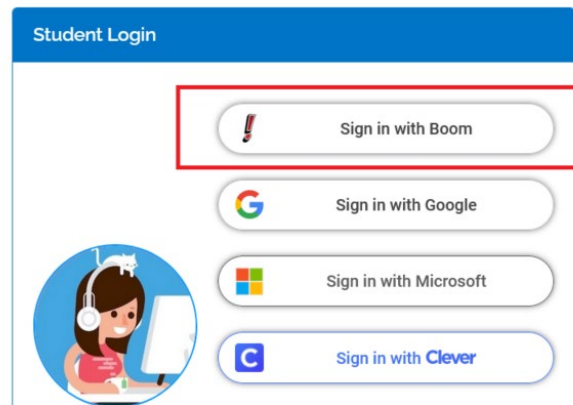 Student Login
Sign in with Boom
Sign in with Google
Sign in with Microsoft
Sign in with Clever